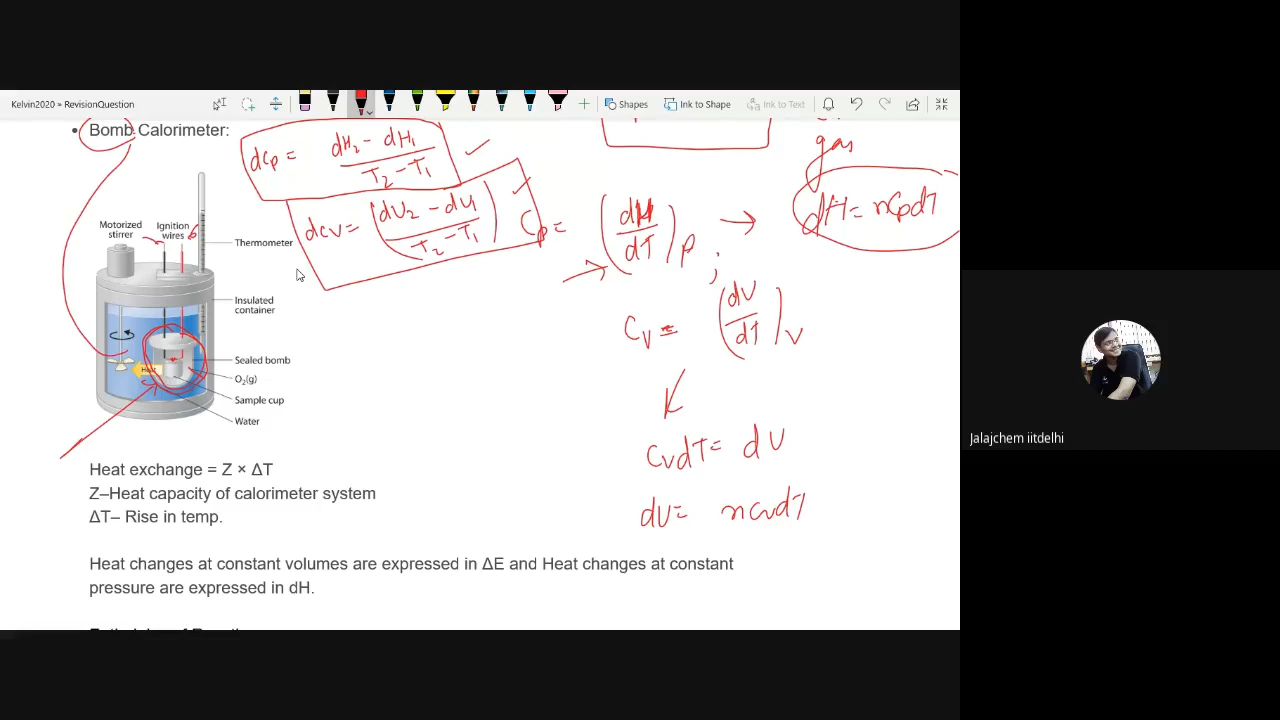 Kelvin2020 » RevisionQuestion
Shapes
Ink to Shape
Ink to Text
• Bomb Calorimeter:
dCp = dH2 - dH1 / T2 - T1
dCv = (dU2 - dU1 / T2 - T1)
gas
dH = nCpdT
Cp = (dH/dT)p ;
Cv = (dU/dT)v
CvdT = dU
dU = nCvdT
Motorized stirrer
Ignition wires
Thermometer
Insulated container
Sealed bomb
Heat
O2(g)
Sample cup
Water
Heat exchange = Z × ΔT
Z–Heat capacity of calorimeter system
ΔT– Rise in temp.
Heat changes at constant volumes are expressed in ΔE and Heat changes at constant
pressure are expressed in dH.
Jalajchem iitdelhi